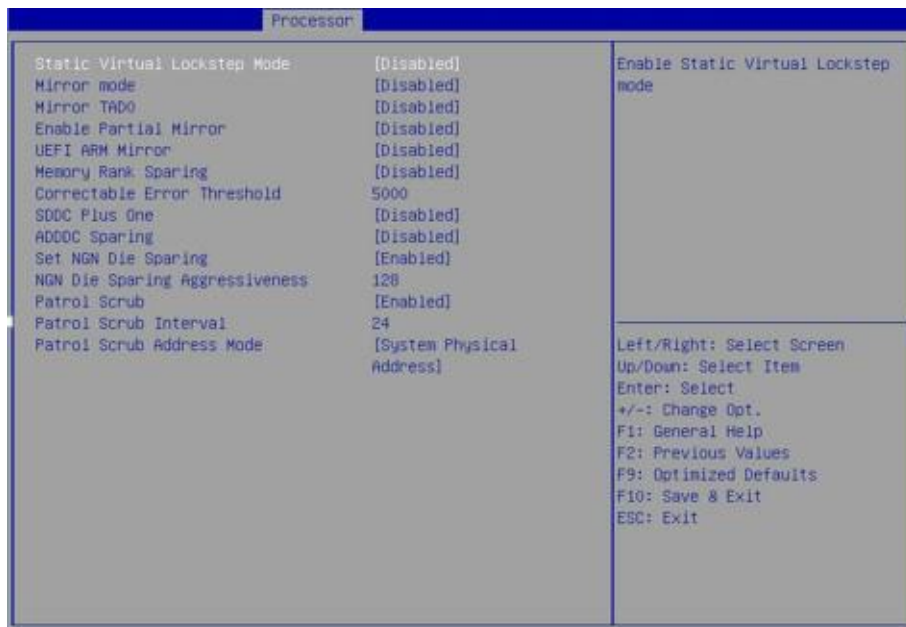 Processor
Static Virtual Lockstep Mode [Disabled]
Mirror mode [Disabled]
Mirror TAD0 [Disabled]
Enable Partial Mirror [Disabled]
UEFI ARM Mirror [Disabled]
Memory Rank Sparing [Disabled]
Correctable Error Threshold 5000
SDDC Plus One [Disabled]
ADDDC Sparing [Disabled]
Set NGN Die Sparing [Enabled]
NGN Die Sparing Aggressiveness 128
Patrol Scrub [Enabled]
Patrol Scrub Interval 24
Patrol Scrub Address Mode [System Physical
Address]
Enable Static Virtual Lockstep
mode
Left/Right: Select Screen
Up/Down: Select Item
Enter: Select
+/-: Change Opt.
F1: General Help
F2: Previous Values
F9: Optimized Defaults
F10: Save & Exit
ESC: Exit